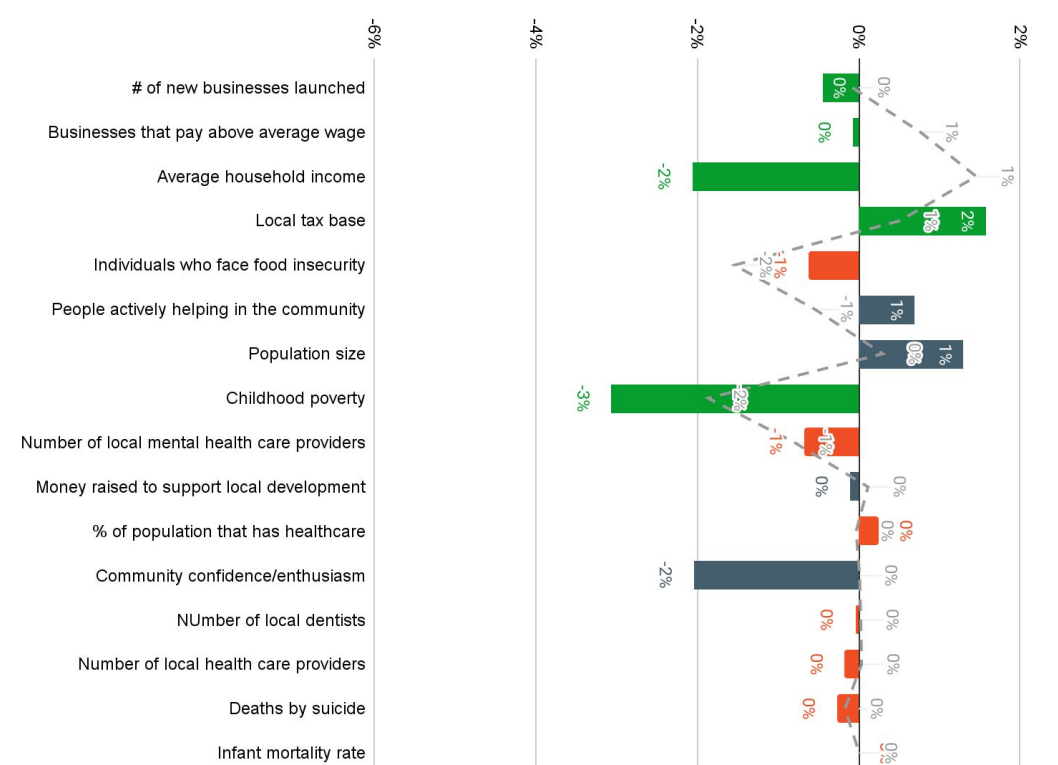 -6%
-4%
-2%
0%
2%
# of new businesses launched
0%
0%
Businesses that pay above average wage
0%
1%
Average household income
-2%
1%
Local tax base
1%
2%
Individuals who face food insecurity
-2%
-1%
People actively helping in the community
-1%
1%
Population size
0%
1%
Childhood poverty
-3%
-2%
Number of local mental health care providers
-1%
-1%
Money raised to support local development
0%
0%
% of population that has healthcare
0%
0%
Community confidence/enthusiasm
-2%
0%
NUmber of local dentists
0%
0%
Number of local health care providers
0%
0%
Deaths by suicide
0%
0%
Infant mortality rate
0%